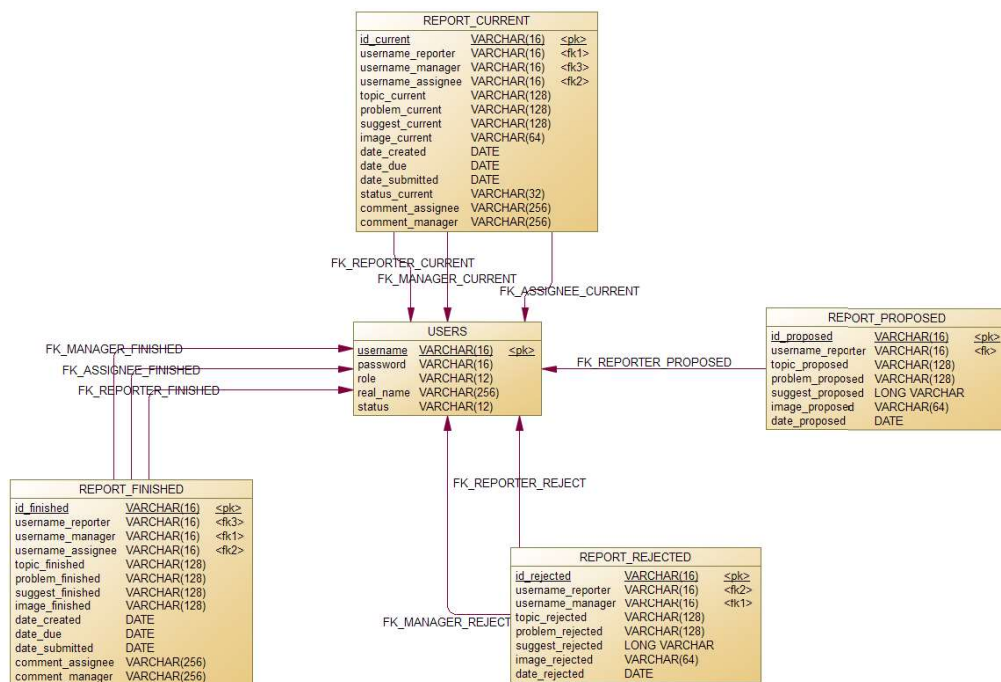 REPORT_CURRENT
id_current VARCHAR(16) <pk>
username_reporter VARCHAR(16) <fk1>
username_manager VARCHAR(16) <fk3>
username_assignee VARCHAR(16) <fk2>
topic_current VARCHAR(128)
problem_current VARCHAR(128)
suggest_current VARCHAR(128)
image_current VARCHAR(64)
date_created DATE
date_due DATE
date_submitted DATE
status_current VARCHAR(32)
comment_assignee VARCHAR(256)
comment_manager VARCHAR(256)
FK_REPORTER_CURRENT
FK_MANAGER_CURRENT
FK_ASSIGNEE_CURRENT
USERS
username VARCHAR(16) <pk>
password VARCHAR(16)
role VARCHAR(12)
real_name VARCHAR(256)
status VARCHAR(12)
FK_MANAGER_FINISHED
FK_ASSIGNEE_FINISHED
FK_REPORTER_FINISHED
FK_REPORTER_PROPOSED
REPORT_PROPOSED
id_proposed VARCHAR(16) <pk>
username_reporter VARCHAR(16) <fk>
topic_proposed VARCHAR(128)
problem_proposed VARCHAR(128)
suggest_proposed LONG VARCHAR
image_proposed VARCHAR(64)
date_proposed DATE
FK_REPORTER_REJECT
FK_MANAGER_REJECT
REPORT_FINISHED
id_finished VARCHAR(16) <pk>
username_reporter VARCHAR(16) <fk3>
username_manager VARCHAR(16) <fk1>
username_assignee VARCHAR(16) <fk2>
topic_finished VARCHAR(128)
problem_finished VARCHAR(128)
suggest_finished VARCHAR(128)
image_finished VARCHAR(128)
date_created DATE
date_due DATE
date_submitted DATE
comment_assignee VARCHAR(256)
comment_manager VARCHAR(256)
REPORT_REJECTED
id_rejected VARCHAR(16) <pk>
username_reporter VARCHAR(16) <fk2>
username_manager VARCHAR(16) <fk1>
topic_rejected VARCHAR(128)
problem_rejected VARCHAR(128)
suggest_rejected LONG VARCHAR
image_rejected VARCHAR(64)
date_rejected DATE